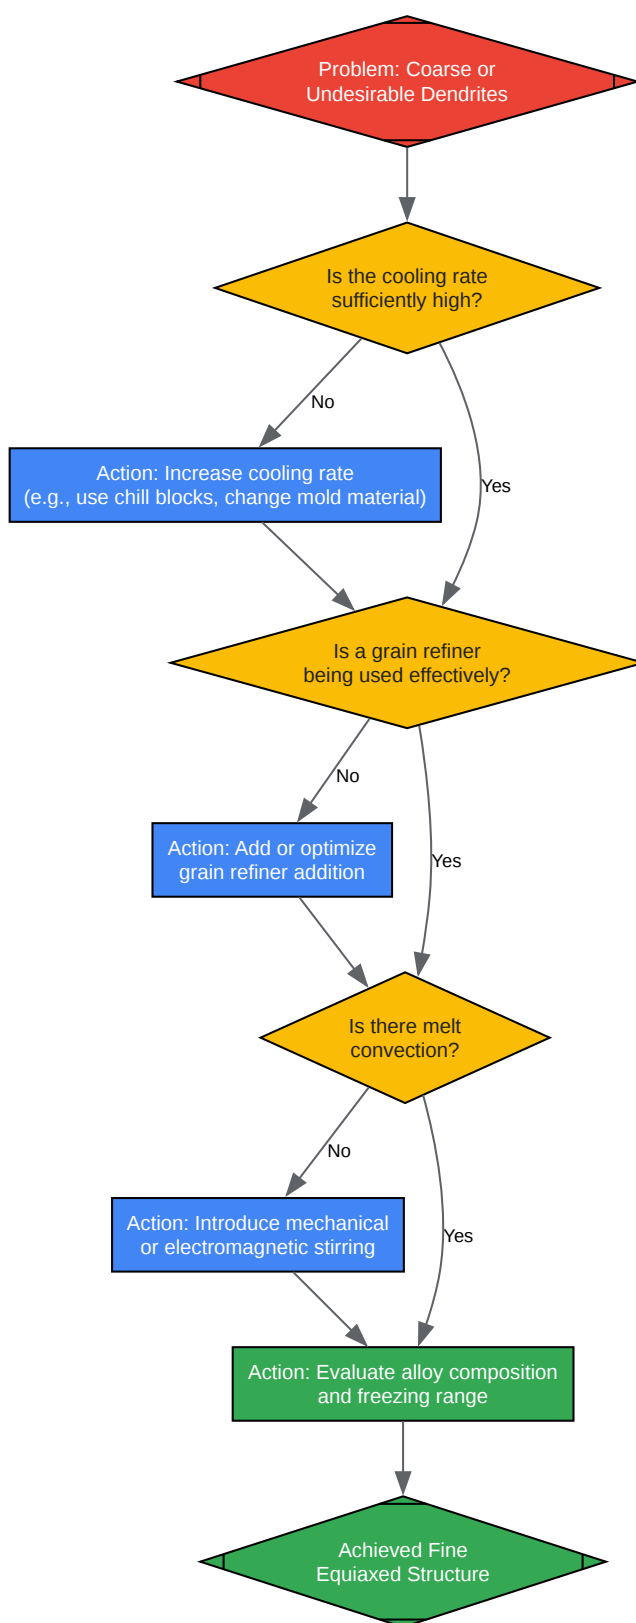 Problem: Coarse or
Undesirable Dendrites
Is the cooling rate
sufficiently high?
No
Action: Increase cooling rate
(e.g., use chill blocks, change mold material)
Yes
Is a grain refiner
being used effectively?
No
Action: Add or optimize
grain refiner addition
Yes
Is there melt
convection?
No
Action: Introduce mechanical
or electromagnetic stirring
Yes
Action: Evaluate alloy composition
and freezing range
Achieved Fine
Equiaxed Structure